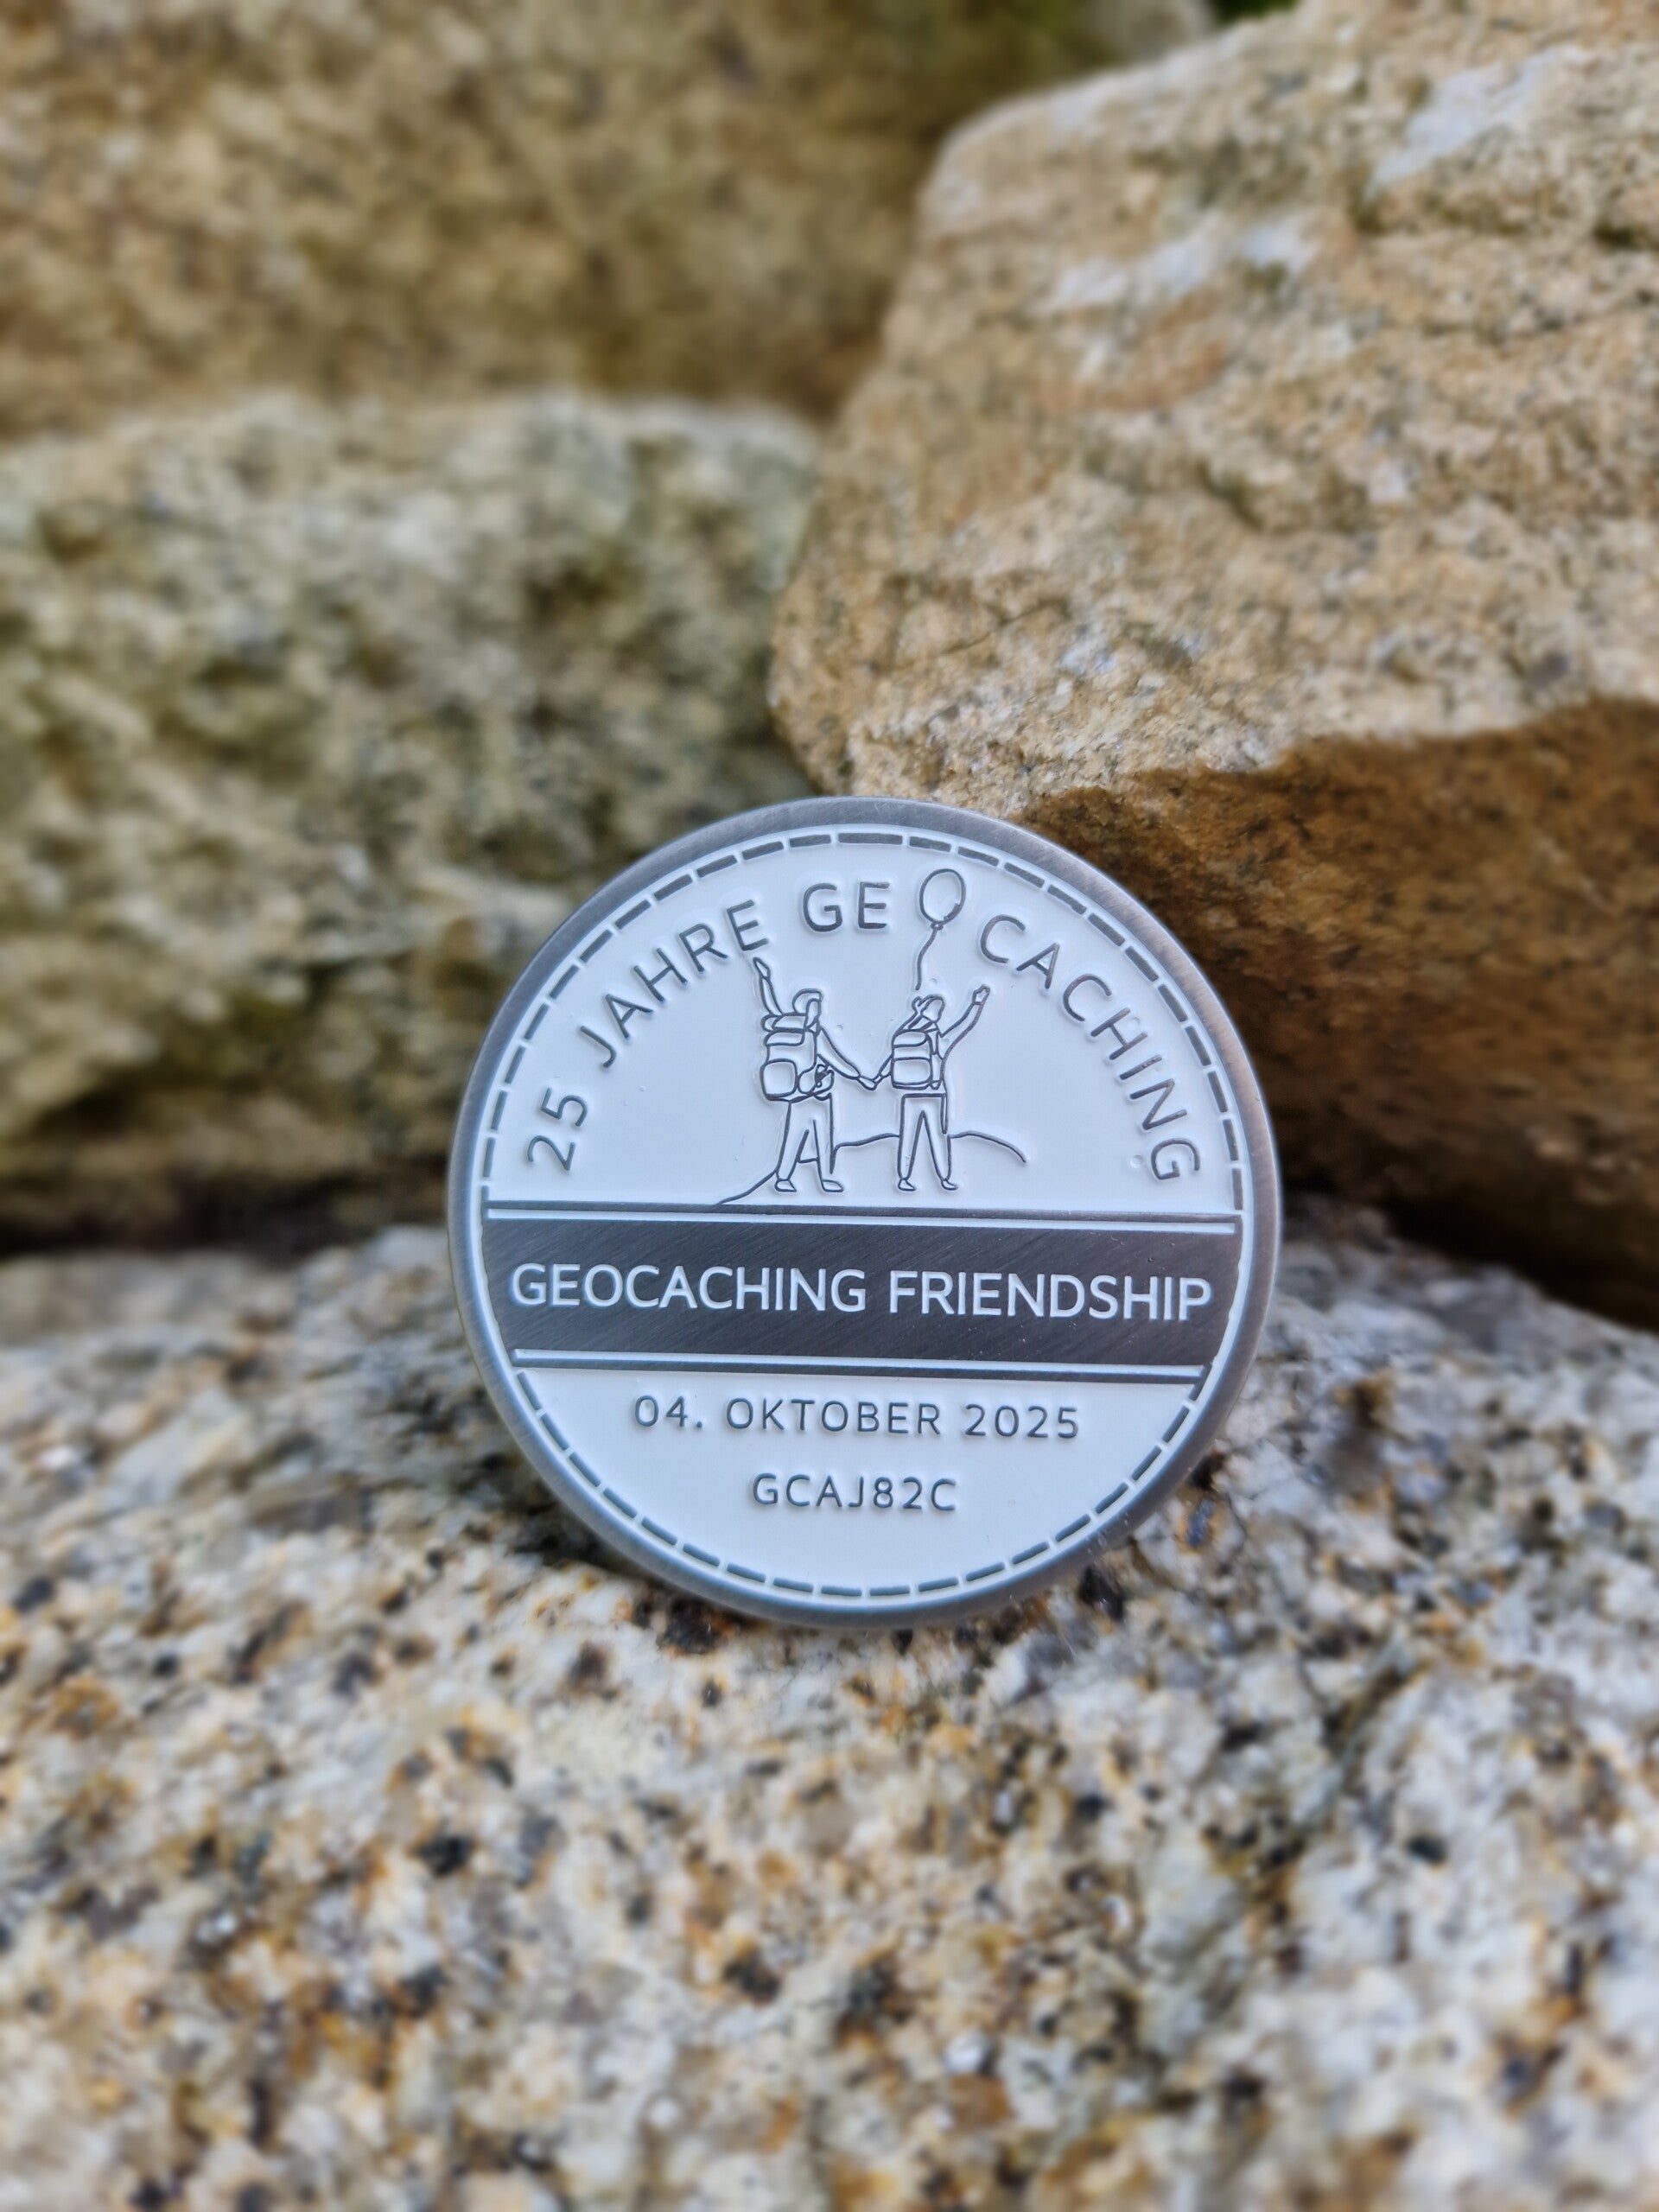 25 JAHRE GEOCACHING
GEOCACHING FRIENDSHIP
04. OKTOBER 2025
GCAJ82C